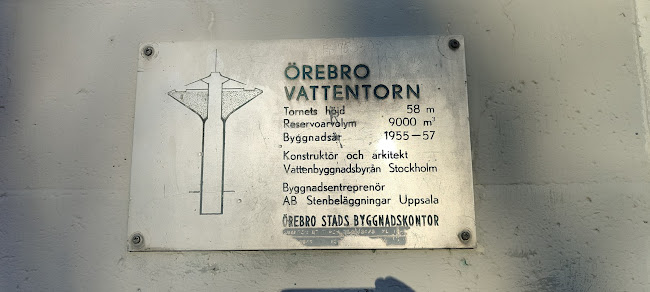 ÖREBRO
VATTENTORN
Tornets höjd 58 m
Reservoarvolym 9000 m³
Byggnadsår 1955—57
Konstruktör och arkitekt
Vattenbyggnadsbyrån Stockholm
Byggnadsentreprenör
AB Stenbeläggningar Uppsala
ÖREBRO STADS BYGGNADSKONTOR